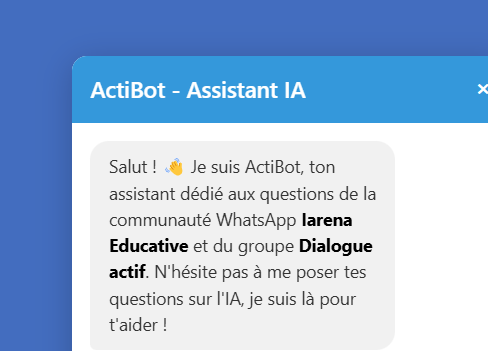 ActiBot - Assistant IA
×
Salut ! 👋 Je suis ActiBot, ton
assistant dédié aux questions de la
communauté WhatsApp Iarena
Educative et du groupe Dialogue
actif. N'hésite pas à me poser tes
questions sur l'IA, je suis là pour
t'aider !